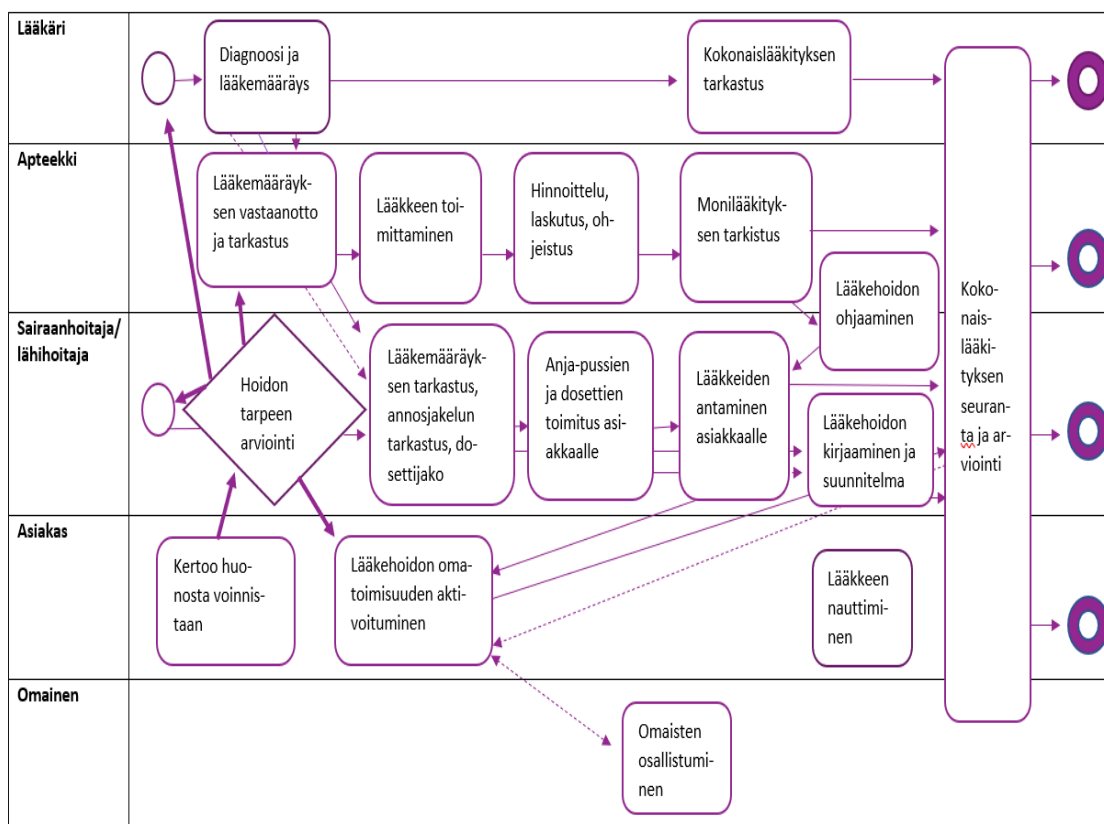 Lääkäri
Diagnoosi ja
lääkemääräys
Kokonaislääkityksen
tarkastus
Apteekki
Lääkemääräyk-
sen vastaanotto
ja tarkastus
Lääkkeen toi-
mittaminen
Hinnoittelu,
laskutus, oh-
jeistus
Monilääkityk-
sen tarkistus
Lääkehoidon
ohjaaminen
Koko-
nais-
lääki-
tyksen
seuran-
ta ja ar-
viointi
Sairaanhoitaja/
lähihoitaja
Hoidon
tarpeen
arviointi
Lääkemääräyk-
sen tarkastus,
annosjakelun
tarkastus, do-
settijako
Anja-pussien
ja dosettien
toimitus asi-
akkaalle
Lääkkeiden
antaminen
asiakkaalle
Lääkehoidon
kirjaaminen ja
suunnitelma
Asiakas
Kertoo huo-
nosta voinnis-
taan
Lääkehoidon oma-
toimisuuden akti-
voituminen
Lääkkeen
nauttimi-
nen
Omainen
Omaisten
osallistumi-
nen